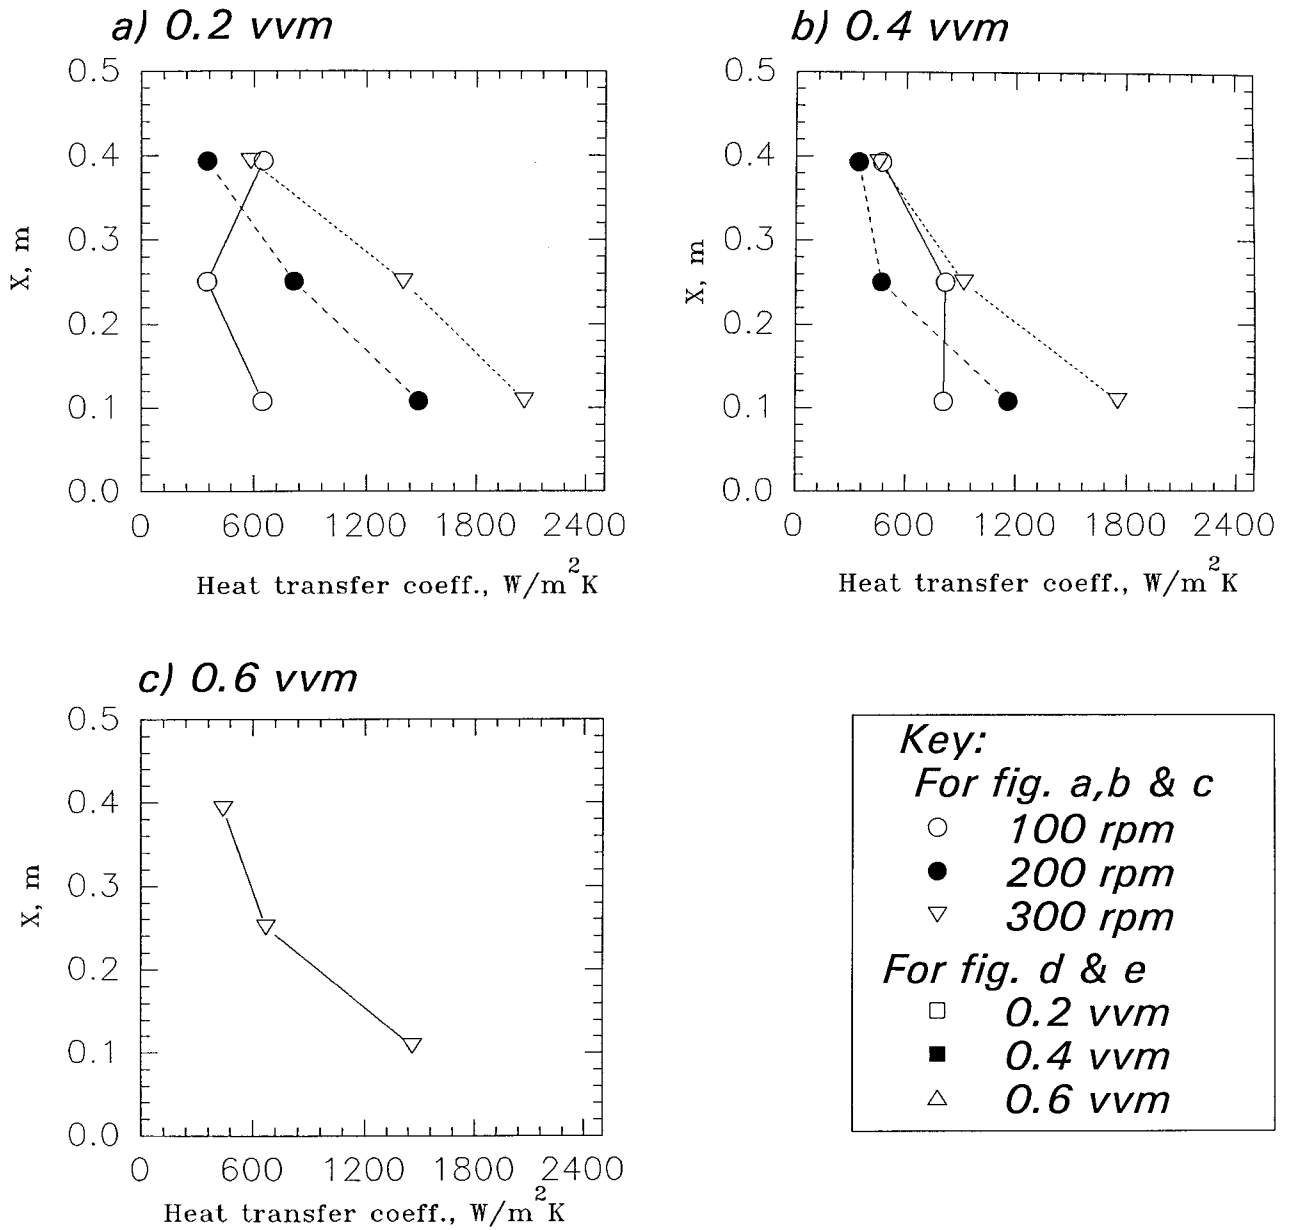 a) 0.2 vvm
0.5
0.4
0.3
0.2
0.1
0.0
X, m
0 600 1200 1800 2400
Heat transfer coeff., W/m²K
b) 0.4 vvm
0.5
0.4
0.3
0.2
0.1
0.0
X, m
0 600 1200 1800 2400
Heat transfer coeff., W/m²K
c) 0.6 vvm
0.5
0.4
0.3
0.2
0.1
0.0
X, m
0 600 1200 1800 2400
Heat transfer coeff., W/m²K
Key:
For fig. a,b & c
100 rpm
200 rpm
300 rpm
For fig. d & e
0.2 vvm
0.4 vvm
0.6 vvm